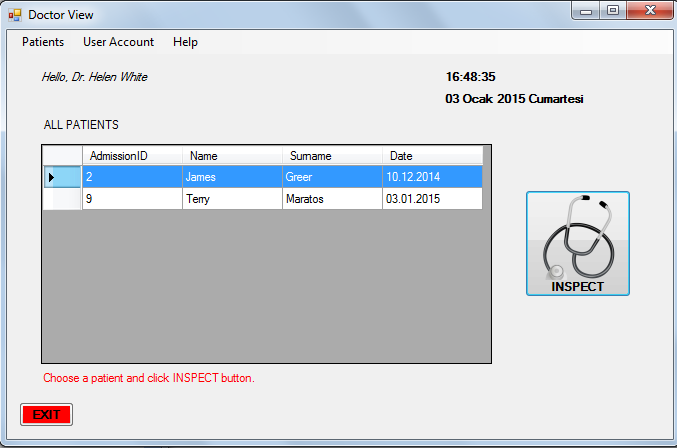 Doctor View
Patients User Account Help
Hello, Dr. Helen White
16:48:35
03 Ocak 2015 Cumartesi
ALL PATIENTS
AdmissionID Name Surname Date
2 James Greer 10.12.2014
9 Terry Maratos 03.01.2015
INSPECT
Choose a patient and click INSPECT button.
EXIT